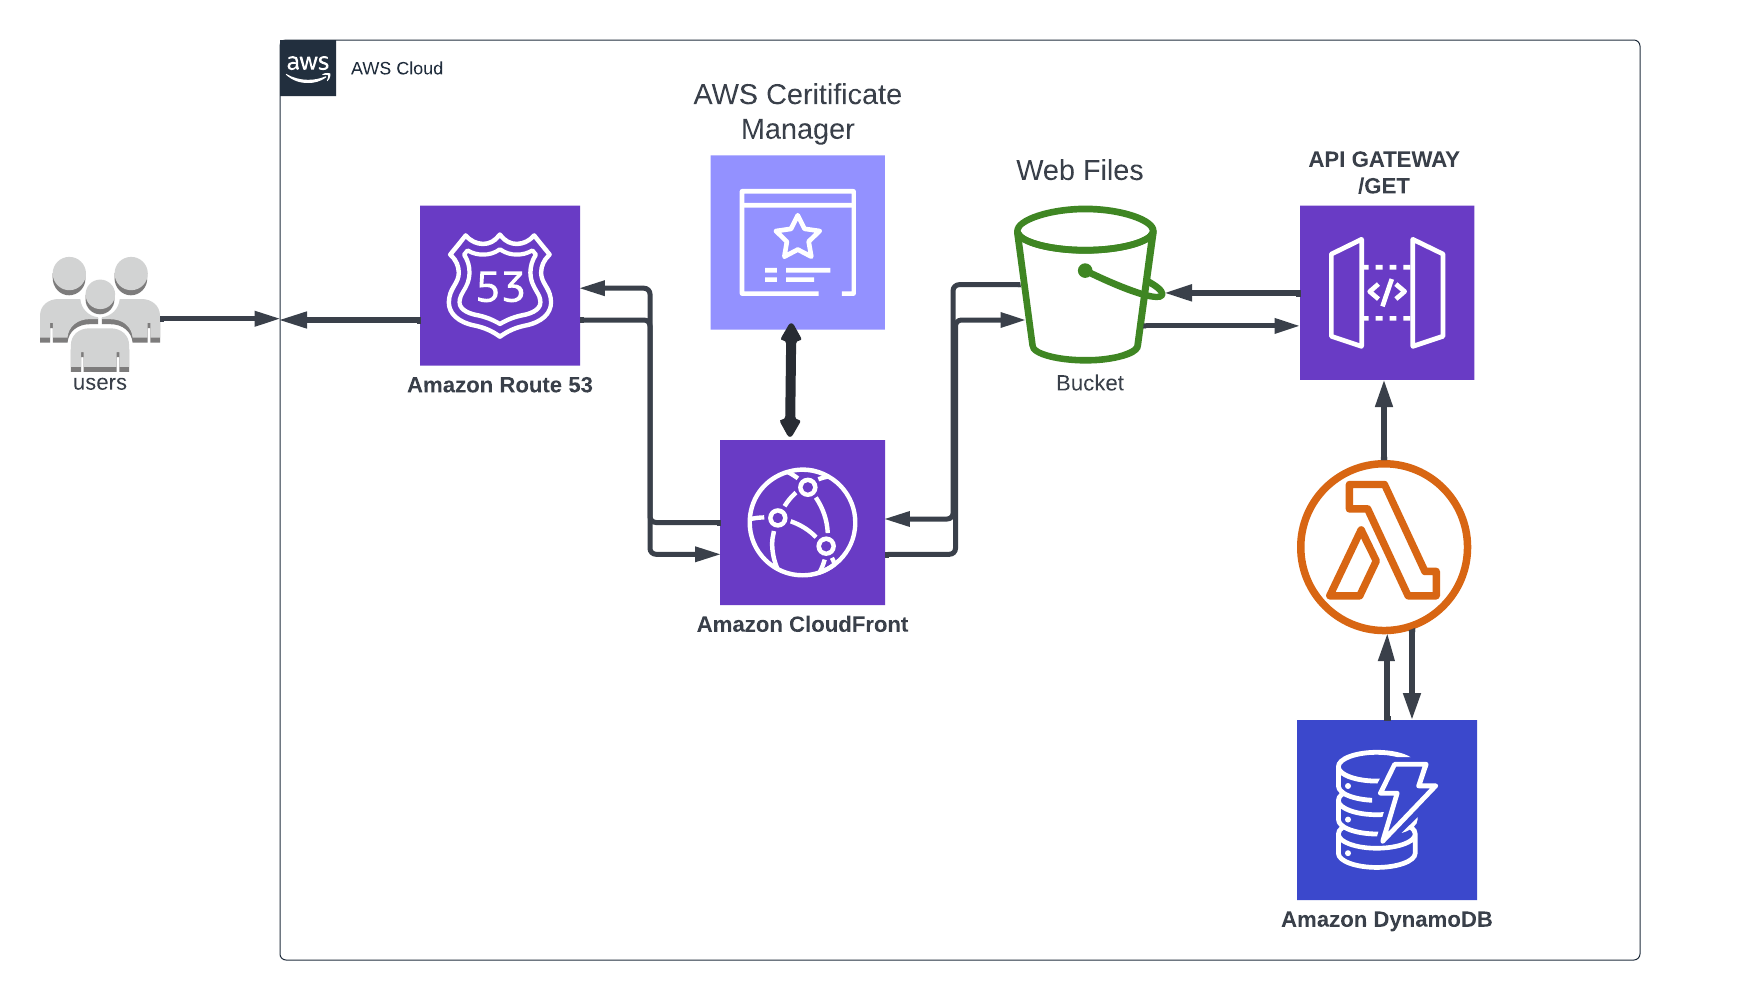 aws
AWS Cloud
AWS Ceritificate
Manager
Web Files
API GATEWAY
/GET
53
users
Amazon Route 53
Bucket
Amazon CloudFront
Amazon DynamoDB